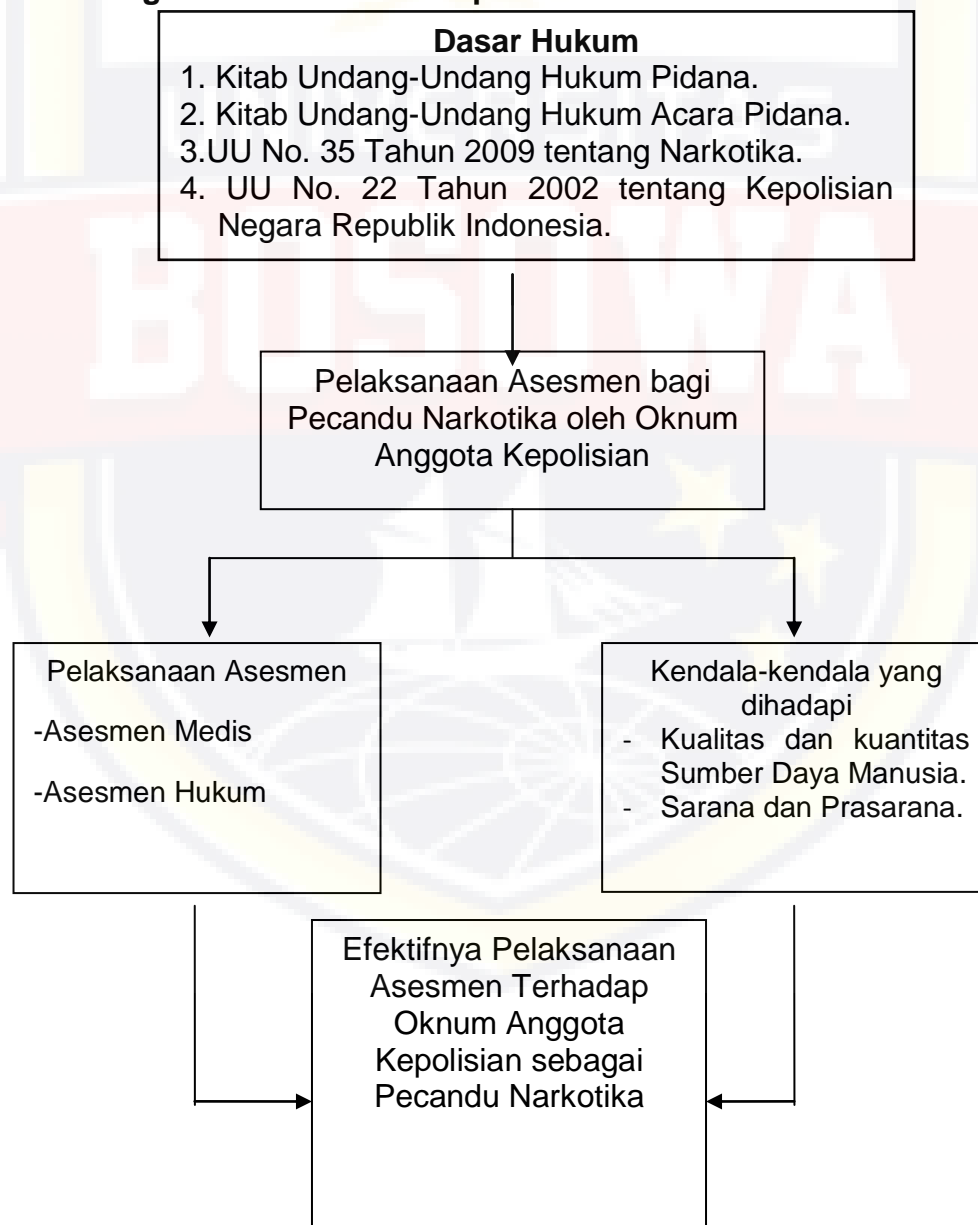 Dasar Hukum
1. Kitab Undang-Undang Hukum Pidana.
2. Kitab Undang-Undang Hukum Acara Pidana.
3.UU No. 35 Tahun 2009 tentang Narkotika.
4. UU No. 22 Tahun 2002 tentang Kepolisian
Negara Republik Indonesia.
UNIVERSITAS
BOSOWA
Pelaksanaan Asesmen bagi
Pecandu Narkotika oleh Oknum
Anggota Kepolisian
Pelaksanaan Asesmen
-Asesmen Medis
-Asesmen Hukum
Kendala-kendala yang
dihadapi
- Kualitas dan kuantitas
Sumber Daya Manusia.
- Sarana dan Prasarana.
Efektifnya Pelaksanaan
Asesmen Terhadap
Oknum Anggota
Kepolisian sebagai
Pecandu Narkotika